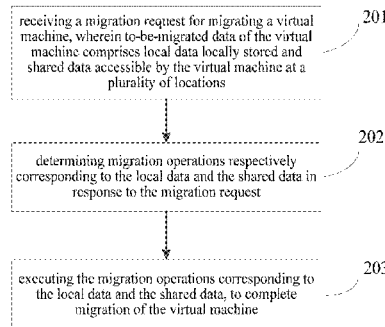 receiving a migration request for migrating a virtual
machine, wherein to-be-migrated data of the virtual
machine comprises local data locally stored and
shared data accessible by the virtual machine at a
plurality of locations
201
determining migration operations respectively
corresponding to the local data and the shared data in
response to the migration request
202
executing the migration operations corresponding to
the local data and the shared data, to complete
migration of the virtual machine
203